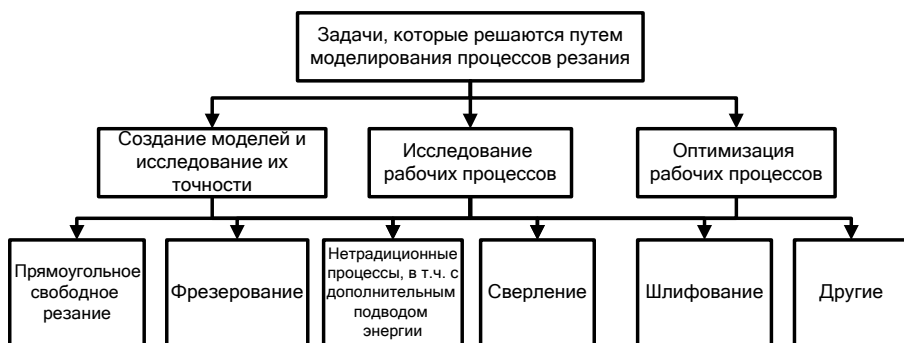 Задачи, которые решаются путем
моделирования процессов резания
Создание моделей и
исследование их
точности
Исследование
рабочих процессов
Оптимизация
рабочих процессов
Прямоугольное
свободное
резание
Фрезерование
Нетрадиционные
процессы, в т.ч. с
дополнительным
подводом
энергии
Сверление
Шлифование
Другие